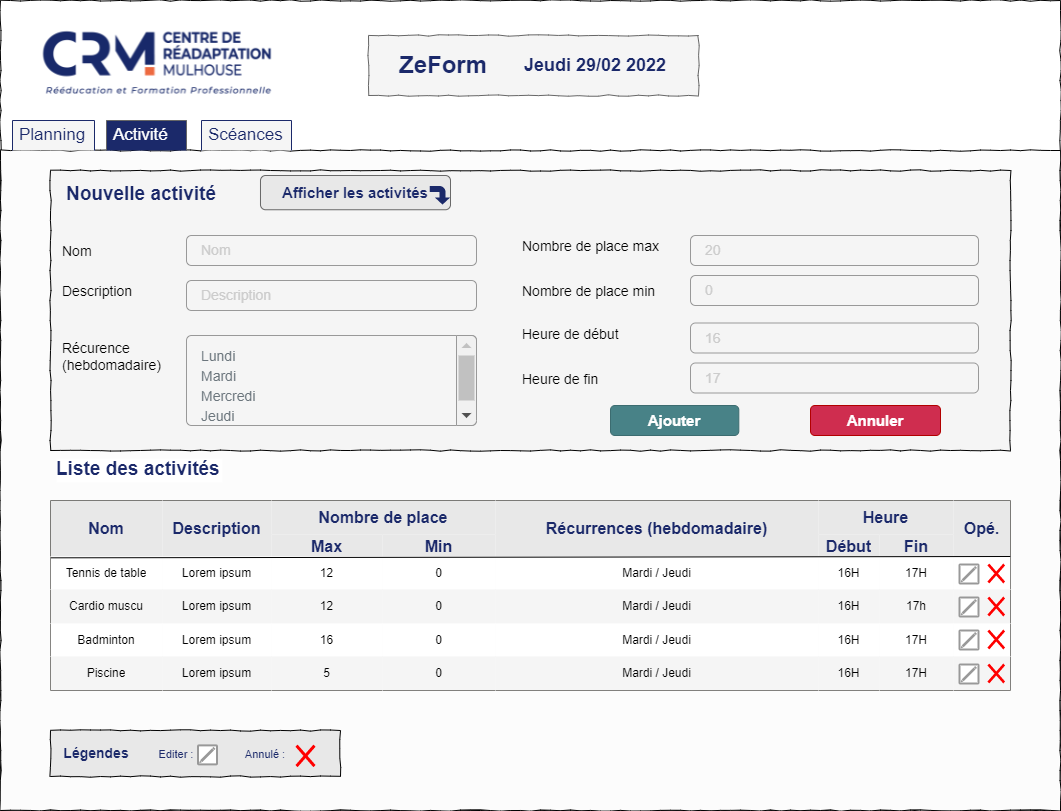 CRM CENTRE DE
RÉADAPTATION
MULHOUSE
Rééducation et Formation Professionnelle
ZeForm Jeudi 29/02 2022
Planning Activité Scéances
Nouvelle activité Afficher les activités
Nom Nom Nombre de place max 20
Description Description Nombre de place min 0
Récurence
(hebdomadaire)
Lundi
Mardi
Mercredi
Jeudi
Heure de début 16
Heure de fin 17
Ajouter Annuler
Liste des activités
Nom Description Nombre de place Récurrences (hebdomadaire) Heure Opé.
Max Min Début Fin
Tennis de table Lorem ipsum 12 0 Mardi / Jeudi 16H 17H
Cardio muscu Lorem ipsum 12 0 Mardi / Jeudi 16H 17h
Badminton Lorem ipsum 16 0 Mardi / Jeudi 16H 17H
Piscine Lorem ipsum 5 0 Mardi / Jeudi 16H 17H
Légendes Editer : Annulé :